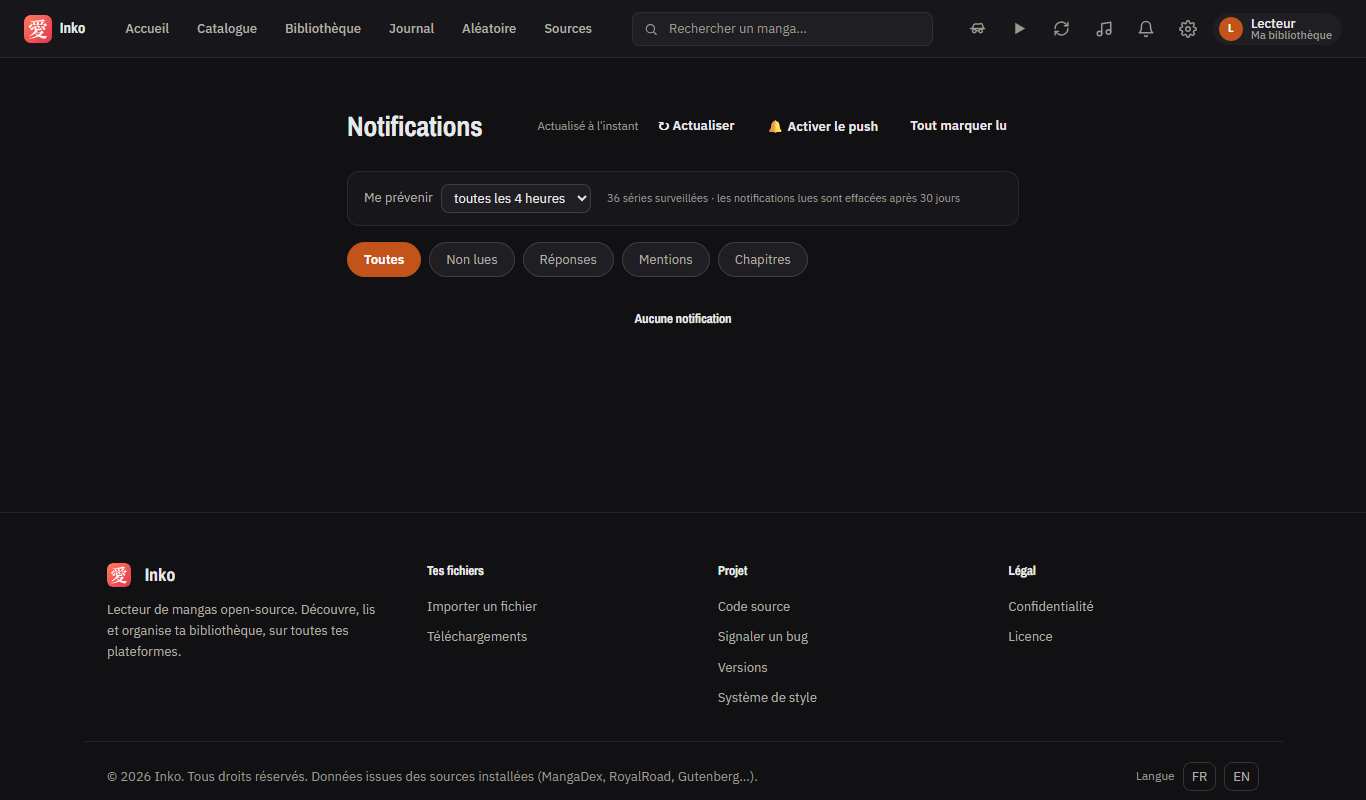 愛 Inko Accueil Catalogue Bibliothèque Journal Aléatoire Sources Rechercher un manga... L Lecteur
Ma bibliothèque
Notifications Actualisé à l'instant ↻ Actualiser 🔔 Activer le push Tout marquer lu
Me prévenir toutes les 4 heures 36 séries surveillées · les notifications lues sont effacées après 30 jours
Toutes Non lues Réponses Mentions Chapitres
Aucune notification
愛 Inko
Lecteur de mangas open-source. Découvre, lis
et organise ta bibliothèque, sur toutes tes
plateformes.
Tes fichiers
Importer un fichier
Téléchargements
Projet
Code source
Signaler un bug
Versions
Système de style
Légal
Confidentialité
Licence
© 2026 Inko. Tous droits réservés. Données issues des sources installées (MangaDex, RoyalRoad, Gutenberg…).
Langue FR EN